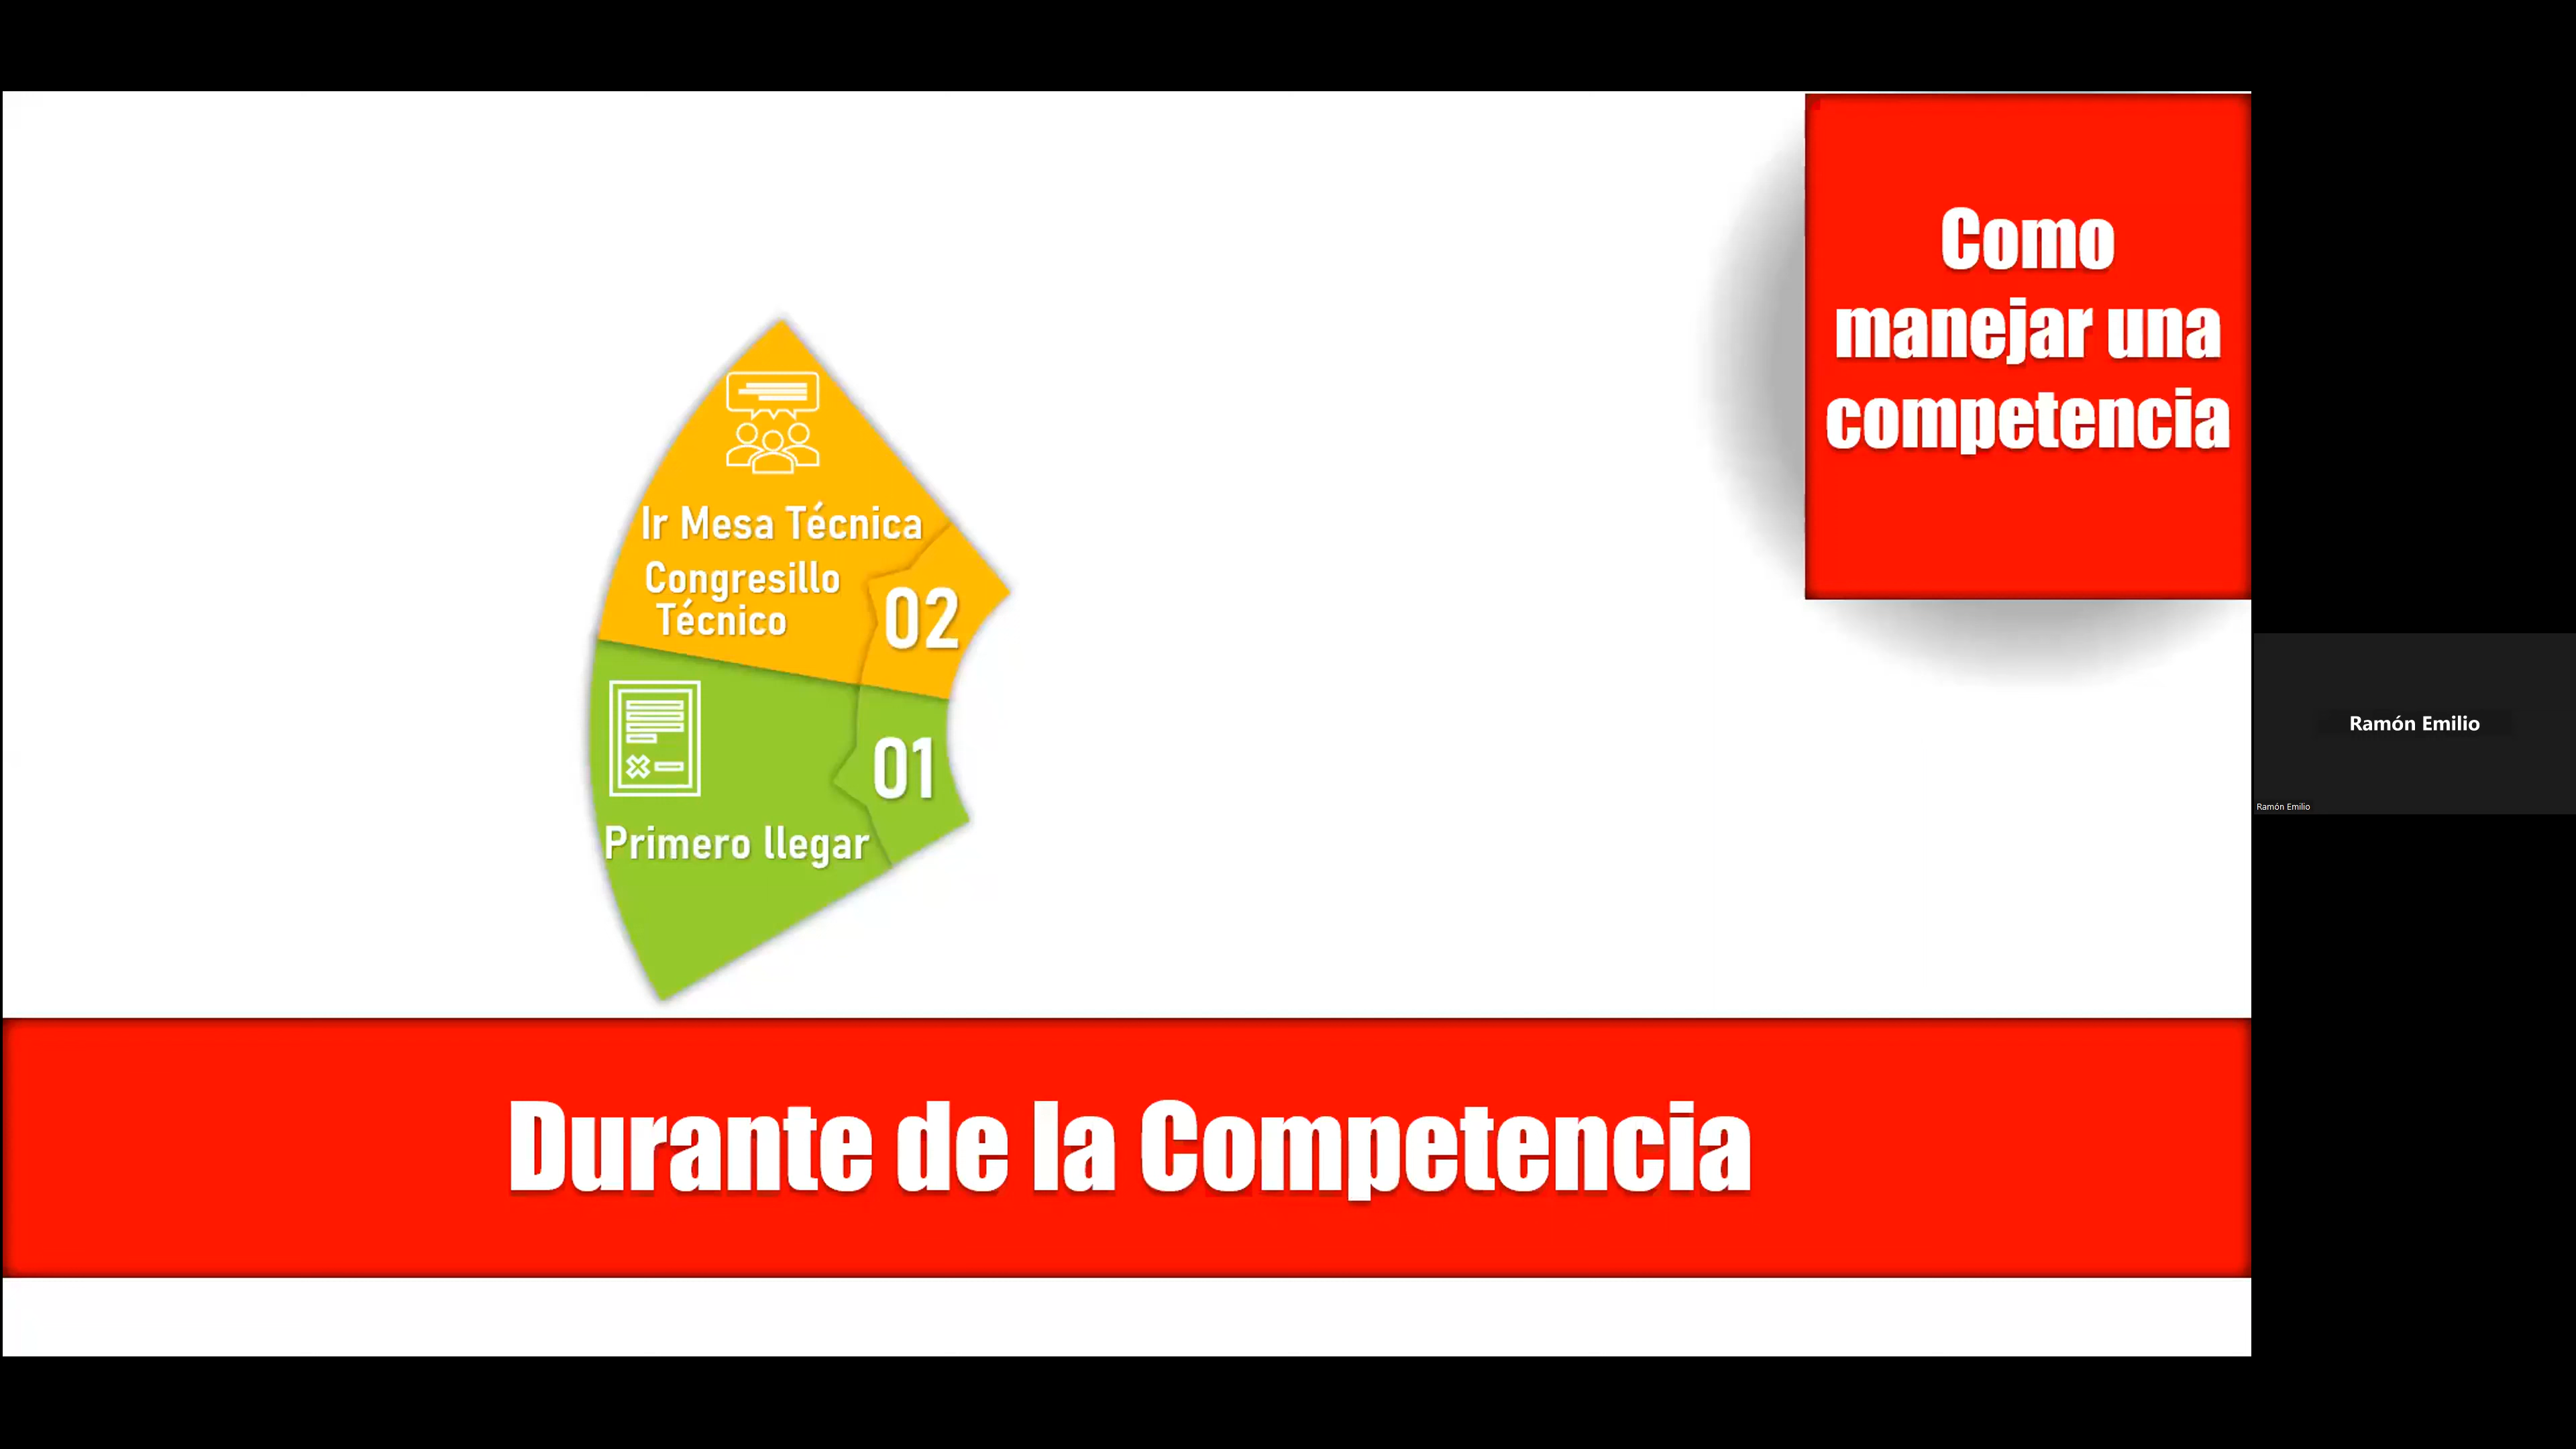 Como
manejar una
competencia
Ir Mesa Técnica
Congresillo
Técnico
02
01
Primero llegar
Durante de la Competencia
Ramón Emilio
Ramón Emilio